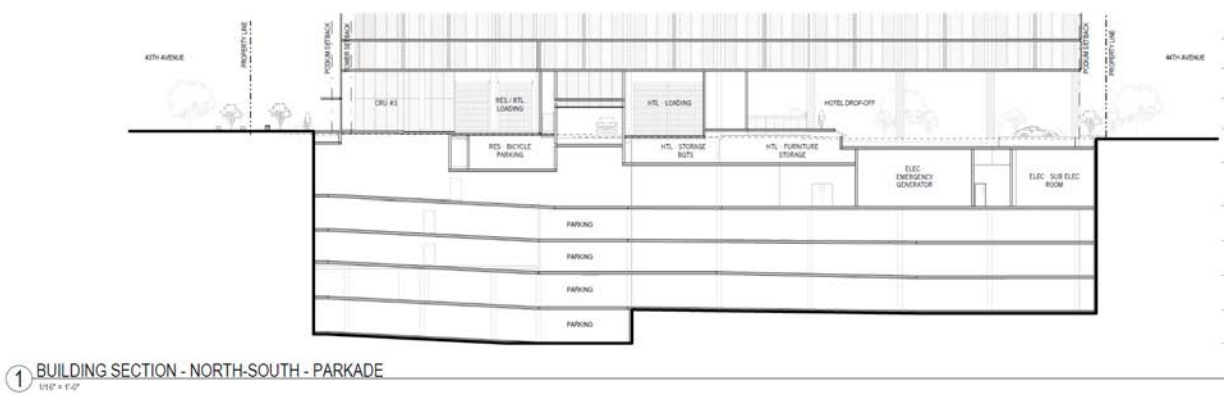 43TH AVENUE
PROPERTY LINE
PODIUM SETBACK
TOWER SETBACK
PODIUM SETBACK
PROPERTY LINE
44TH AVENUE
CRU #3
RES / RTL
LOADING
HTL - LOADING
HOTEL DROP-OFF
RES - BICYCLE
PARKING
HTL - STORAGE
BGTS
HTL - FURNITURE
STORAGE
ELEC
EMERGENCY
GENERATOR
ELEC - SUB ELEC
ROOM
PARKING
PARKING
PARKING
PARKING
1 BUILDING SECTION - NORTH-SOUTH - PARKADE
1/16" = 1'-0"